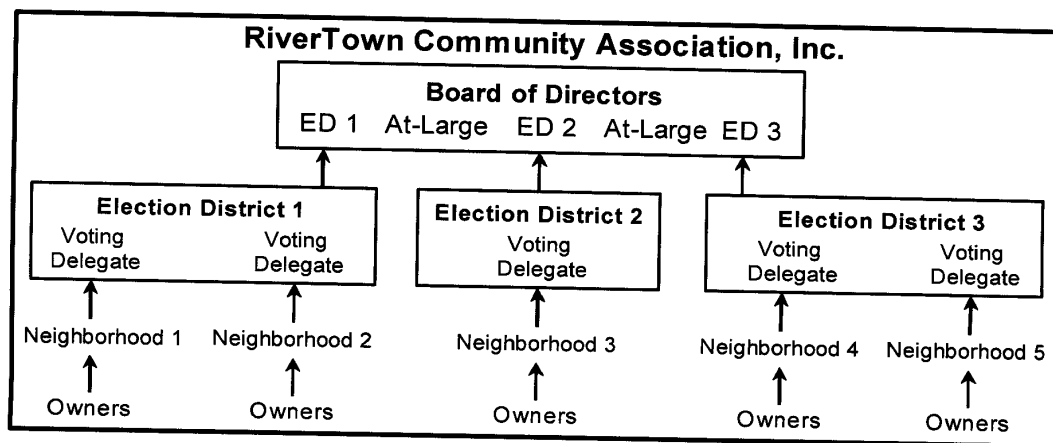 RiverTown Community Association, Inc.
Board of Directors
ED 1 At-Large ED 2 At-Large ED 3
Election District 1
Voting Delegate
Voting Delegate
Election District 2
Voting Delegate
Election District 3
Voting Delegate
Voting Delegate
Neighborhood 1
Neighborhood 2
Neighborhood 3
Neighborhood 4
Neighborhood 5
Owners
Owners
Owners
Owners
Owners